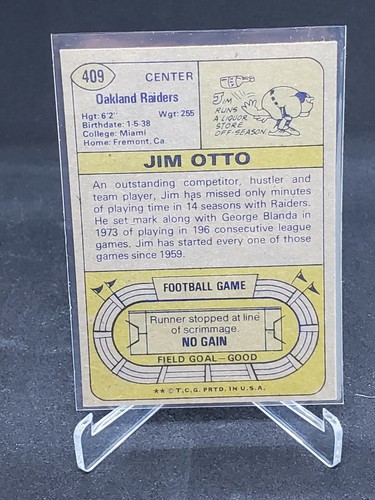 409
CENTER
Oakland Raiders
Hgt: 6'2" Wgt: 255
Birthdate: 1-5-38
College: Miami
Home: Fremont, Ca.
JIM
RUNS
A LIQUOR
STORE
OFF-SEASON.
JIM OTTO
An outstanding competitor, hustler and
team player, Jim has missed only minutes
of playing time in 14 seasons with Raiders.
He set mark along with George Blanda in
1973 of playing in 196 consecutive league
games. Jim has started every one of those
games since 1959.
FOOTBALL GAME
Runner stopped at line
of scrimmage.
NO GAIN
FIELD GOAL—GOOD
** © T.C.G. PRTD. IN U.S.A.